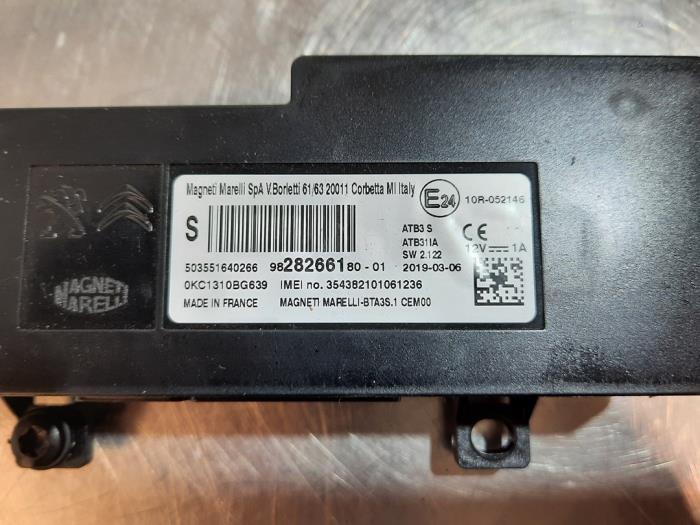 Magneti Marelli SpA V.Borletti 61/63 20011 Corbetta MI Italy
E24
10R-052146
S
ATB3 S
ATB31IA
SW 2.122
CE
12V⎓1A
503551640266 9828266180-01 2019-03-06
0KC1310BG639 IMEI no. 354382101061236
MADE IN FRANCE MAGNETI MARELLI-BTA3S.1 CEM00
MAGNETI
MARELLI